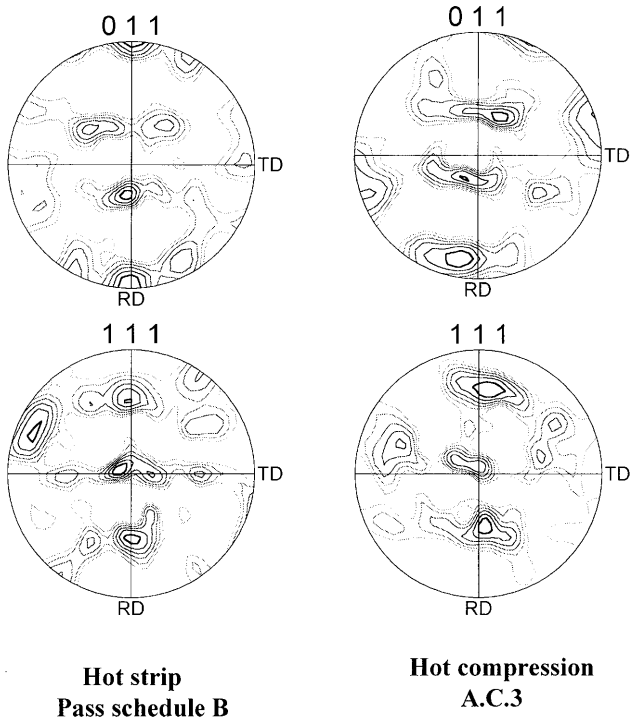 0 1 1
0 1 1
TD
TD
RD
RD
1 1 1
1 1 1
TD
TD
RD
RD
Hot strip
Pass schedule B
Hot compression
A.C.3